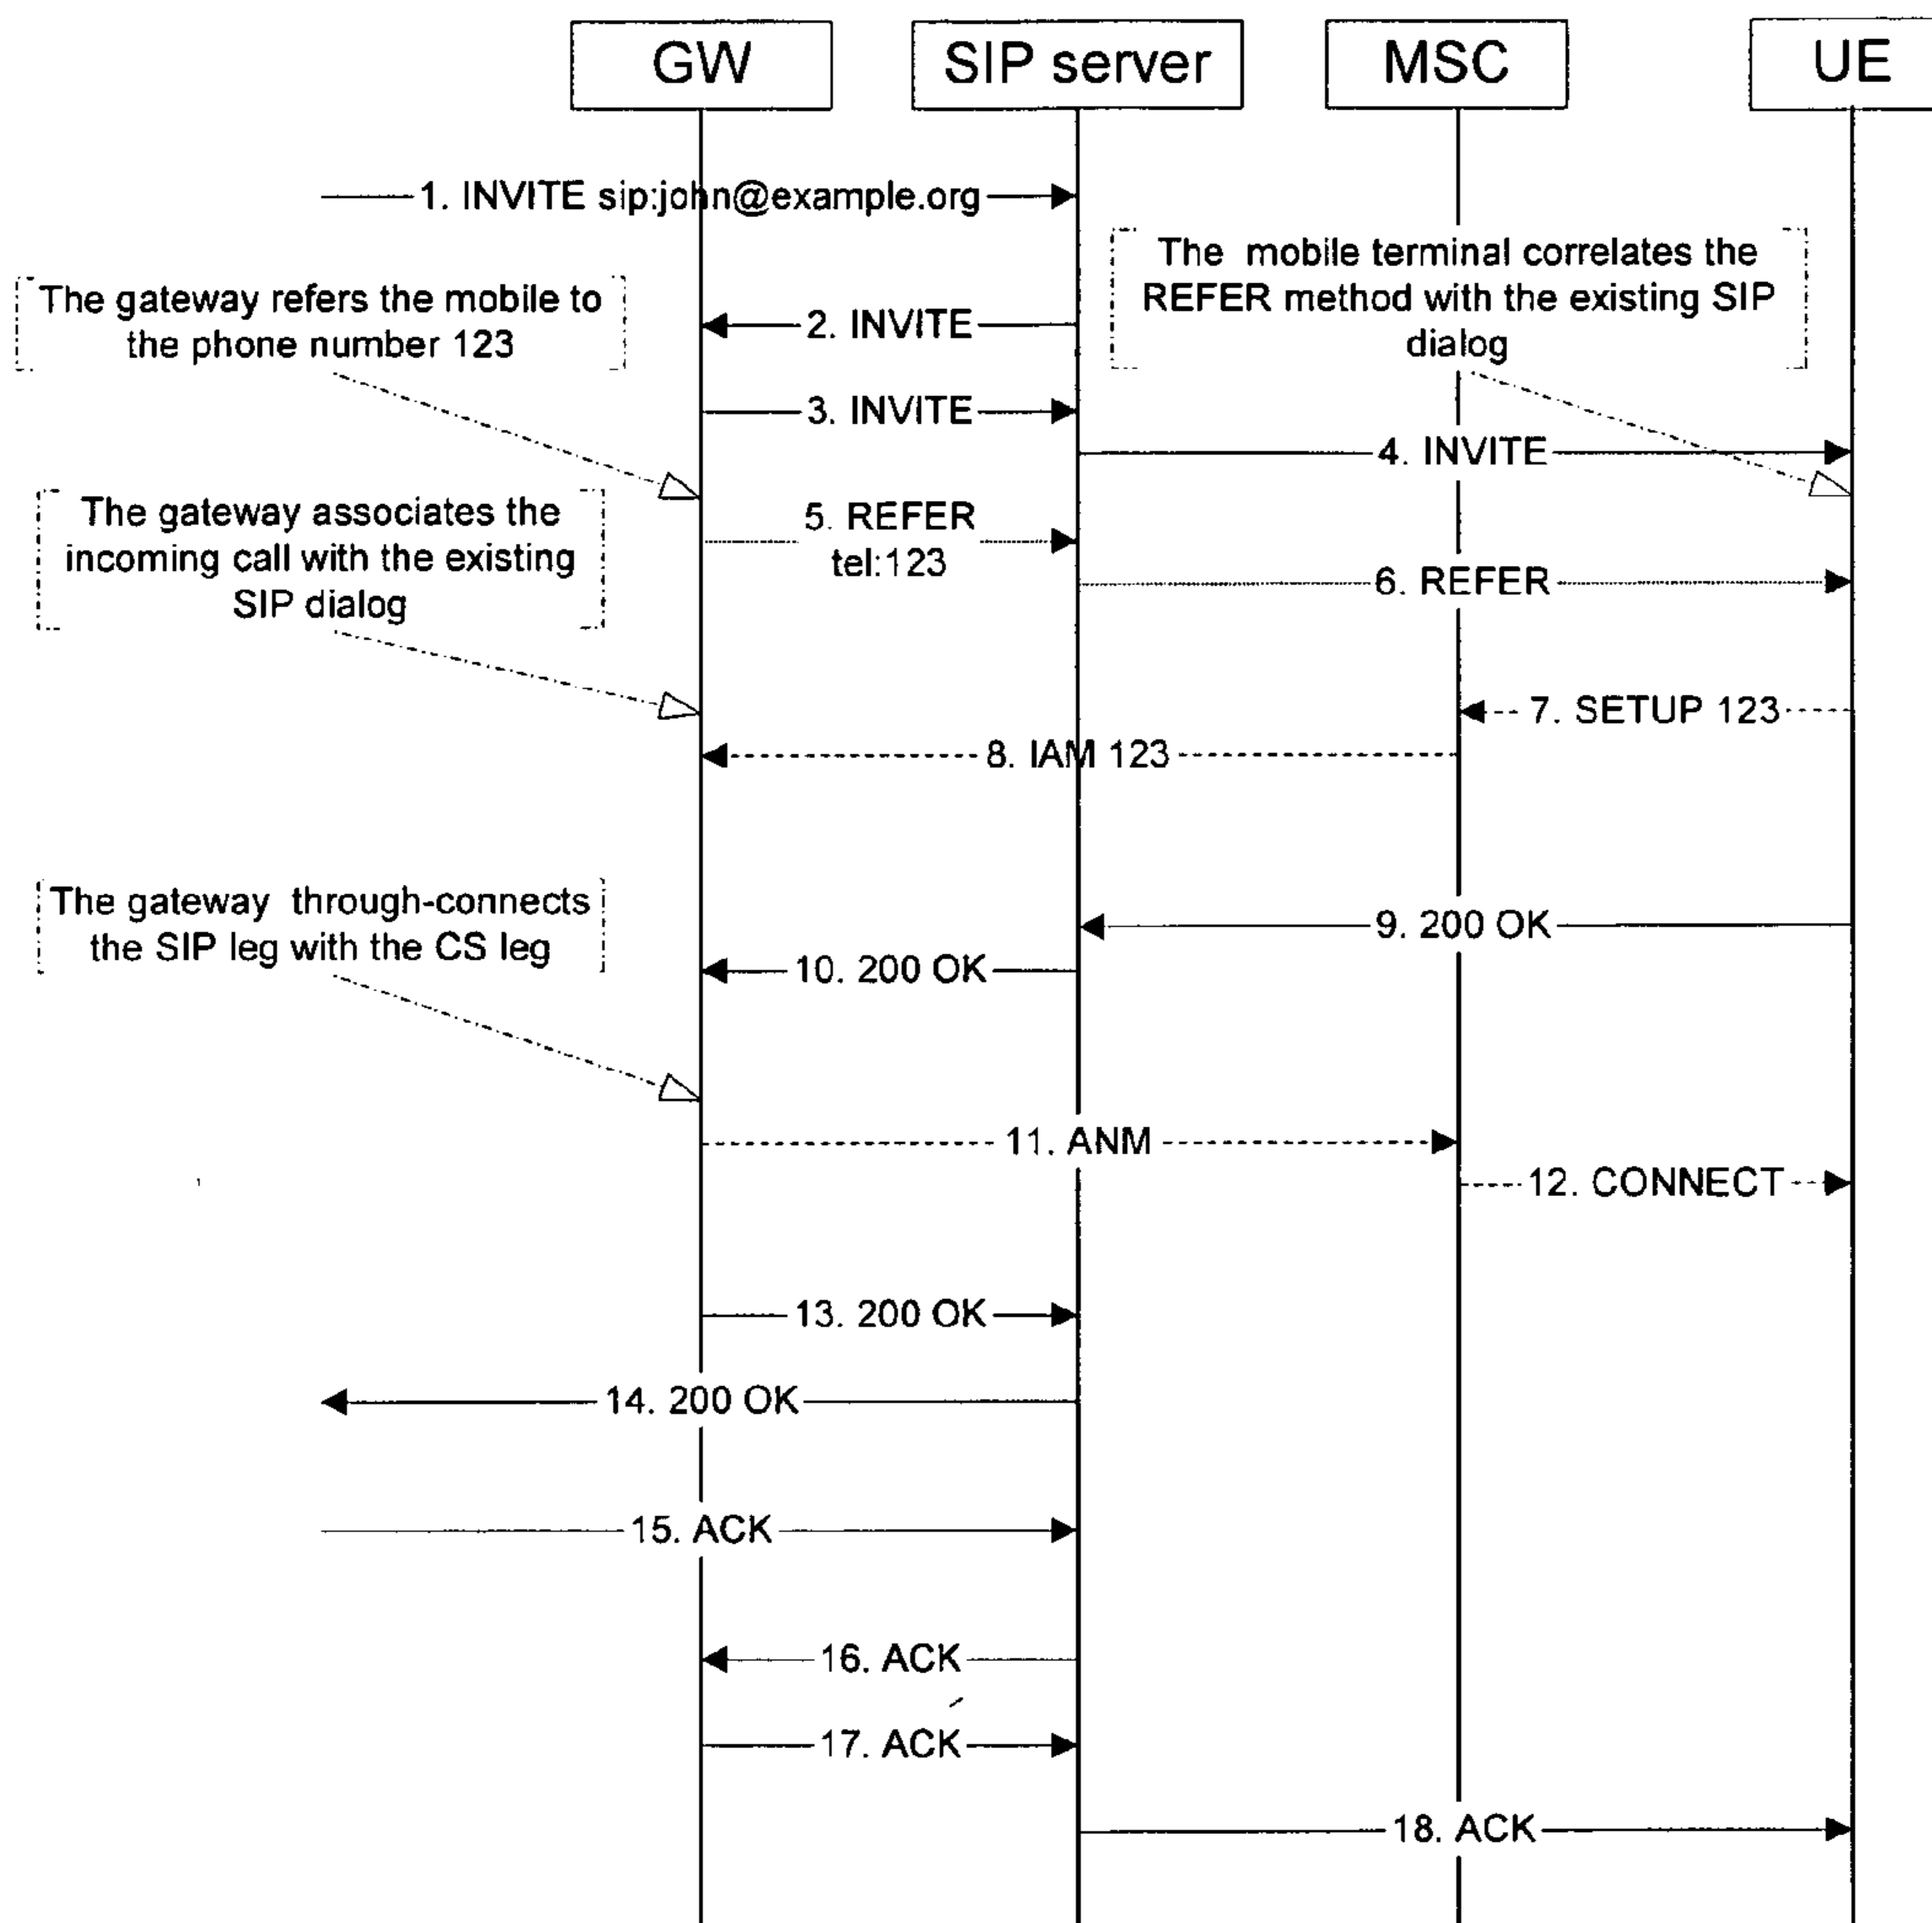 GW
SIP server
MSC
UE
1. INVITE sip:john@example.org
The mobile terminal correlates the
REFER method with the existing SIP
dialog
The gateway refers the mobile to
the phone number 123
2. INVITE
3. INVITE
4. INVITE
The gateway associates the
incoming call with the existing
SIP dialog
5. REFER
tel:123
6. REFER
7. SETUP 123
8. IAM 123
The gateway through-connects
the SIP leg with the CS leg
9. 200 OK
10. 200 OK
11. ANM
12. CONNECT
13. 200 OK
14. 200 OK
15. ACK
16. ACK
17. ACK
18. ACK